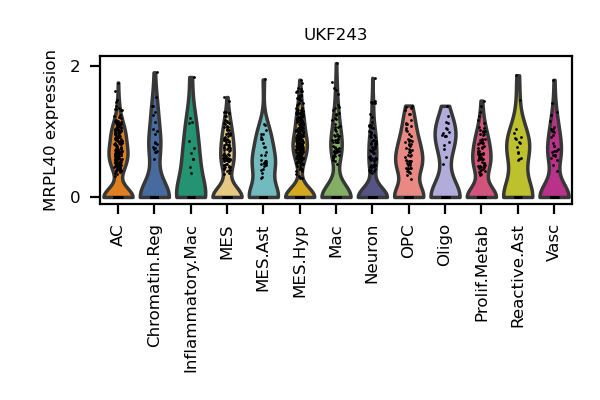 UKF243
MRPL40 expression
2
0
AC
Chromatin.Reg
Inflammatory.Mac
MES
MES.Ast
MES.Hyp
Mac
Neuron
OPC
Oligo
Prolif.Metab
Reactive.Ast
Vasc